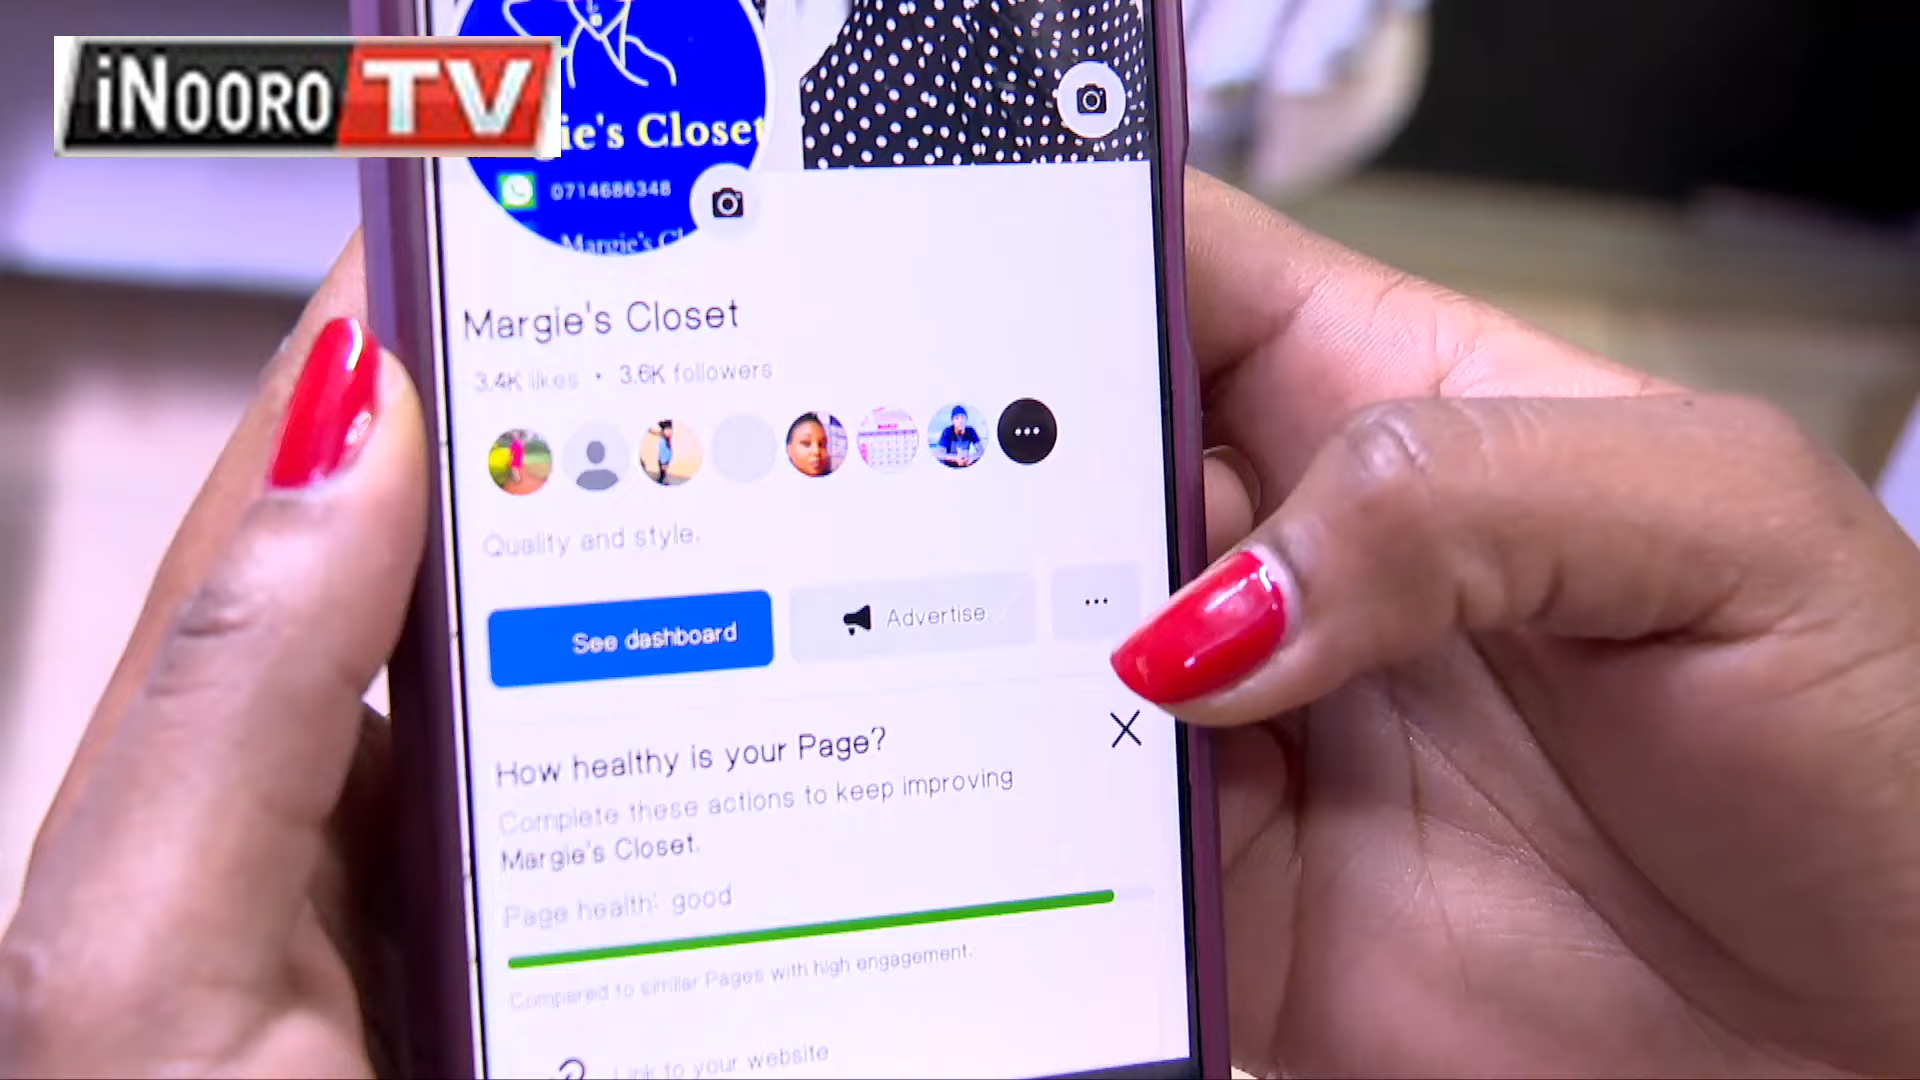 iNOORO TV
ie's Closet
0714686348
Margie's Cl
Margie's Closet
3.4K likes • 3.6K followers
Quality and style.
See dashboard
Advertise
How healthy is your Page?
Complete these actions to keep improving
Margie's Closet.
Page health: good
Compared to similar Pages with high engagement.
Link to your website